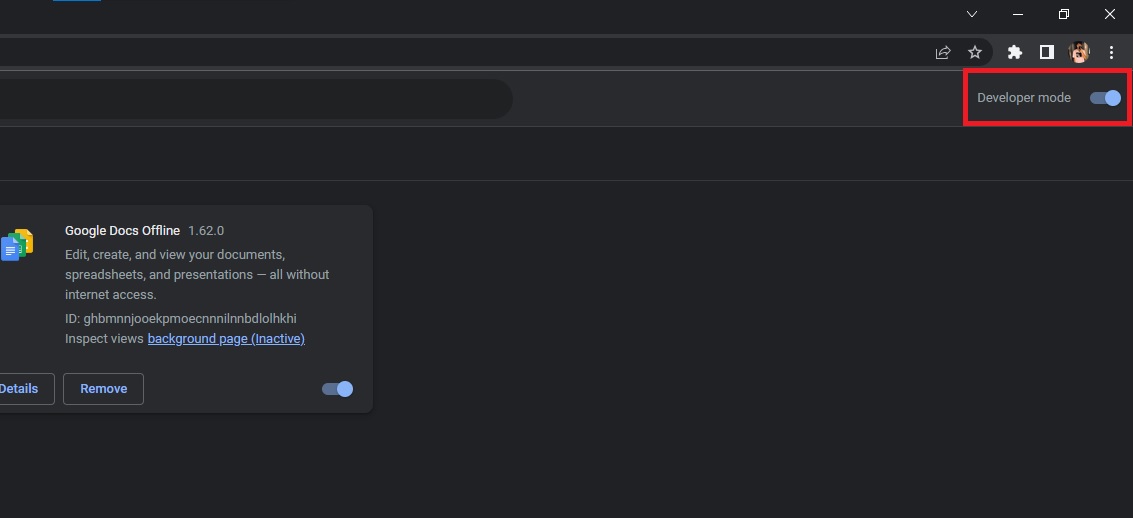 Developer mode
Google Docs Offline 1.62.0
Edit, create, and view your documents,
spreadsheets, and presentations — all without
internet access.
ID: ghbmnnjooekpmoecnnnilnnbdlolhkhi
Inspect views background page (Inactive)
Details Remove